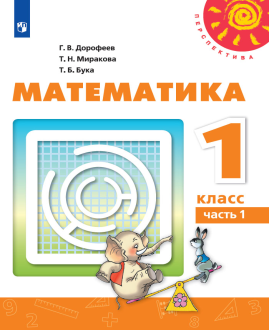 Г. В. Дорофеев
Т. Н. Миракова
Т. Б. Бука
ПЕРСПЕКТИВА
МАТЕМАТИКА
1
класс
часть 1